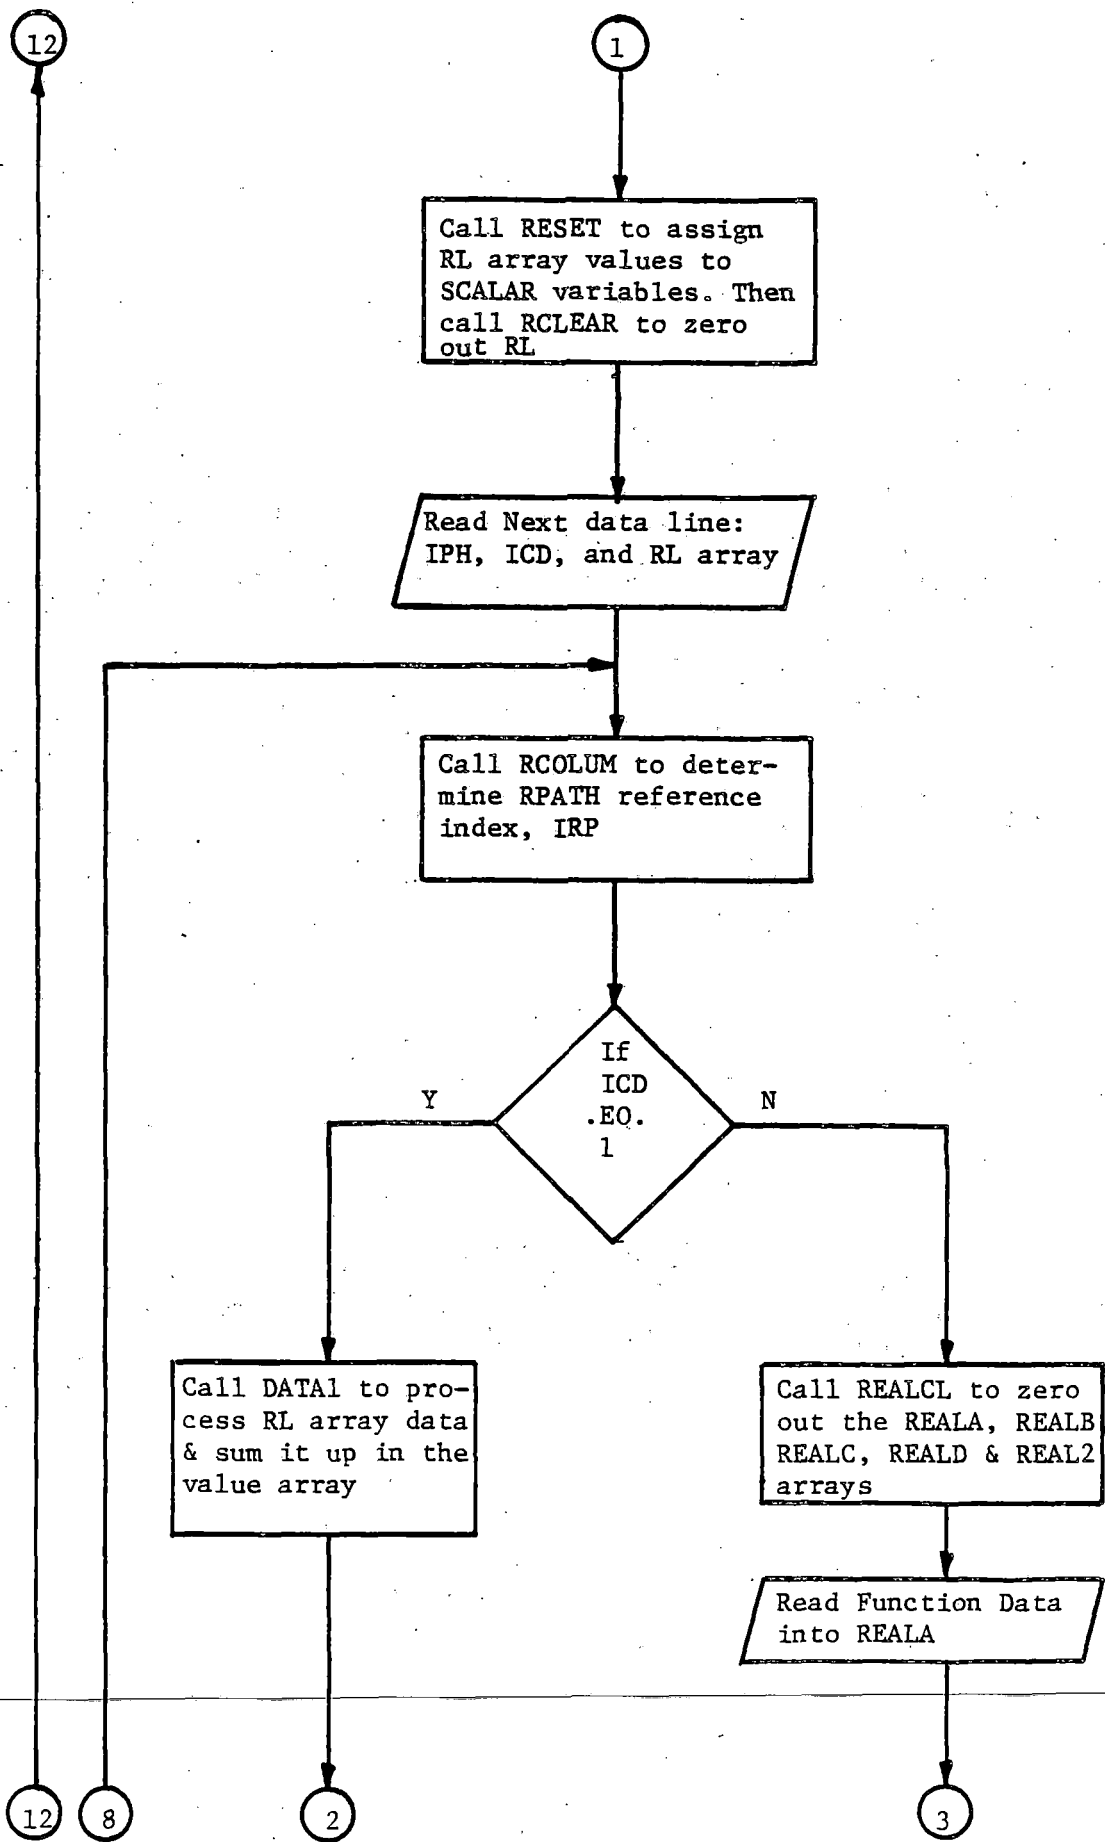 12
1
Call RESET to assign
RL array values to
SCALAR variables. Then
call RCLEAR to zero
out RL
Read Next data line:
IPH, ICD, and RL array
Call RCOLUM to deter-
mine RPATH reference
index, IRP
If
ICD
.EQ.
1
Y
N
Call DATA1 to pro-
cess RL array data
& sum it up in the
value array
Call REALCL to zero
out the REALA, REALB
REALC, REALD & REAL2
arrays
Read Function Data
into REALA
12
8
2
3